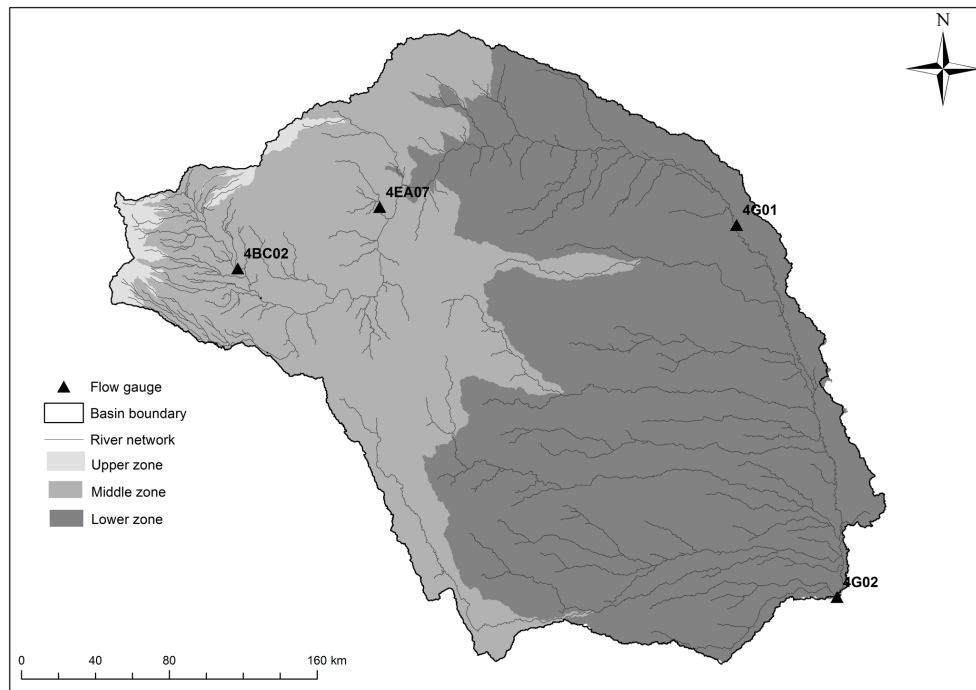 N
4EA07
4G01
4BC02
Flow gauge
Basin boundary
River network
Upper zone
Middle zone
Lower zone
4G02
0 40 80 160 km